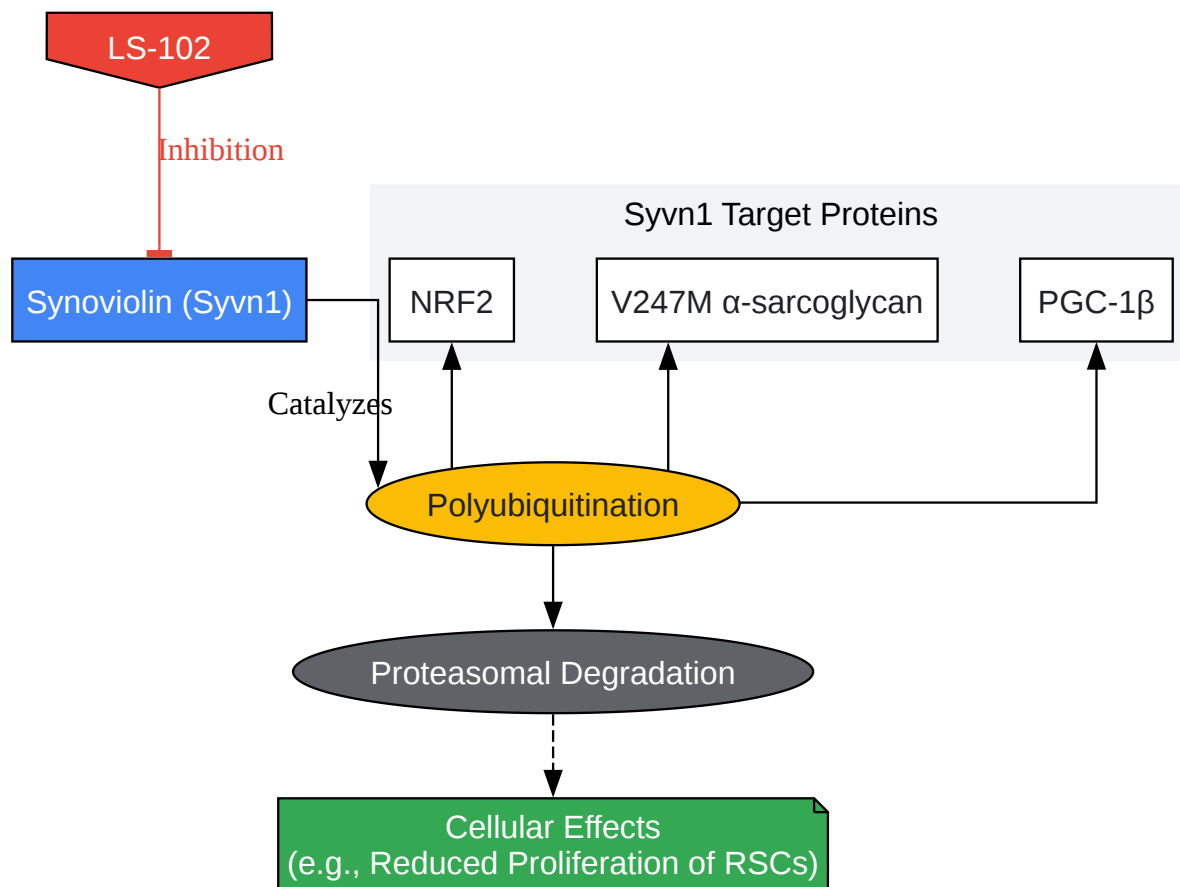 LS-102
Inhibition
Syvn1 Target Proteins
Synoviolin (Syvn1)
NRF2
V247M α-sarcoglycan
PGC-1β
Catalyzes
Polyubiquitination
Proteasomal Degradation
Cellular Effects
(e.g., Reduced Proliferation of RSCs)